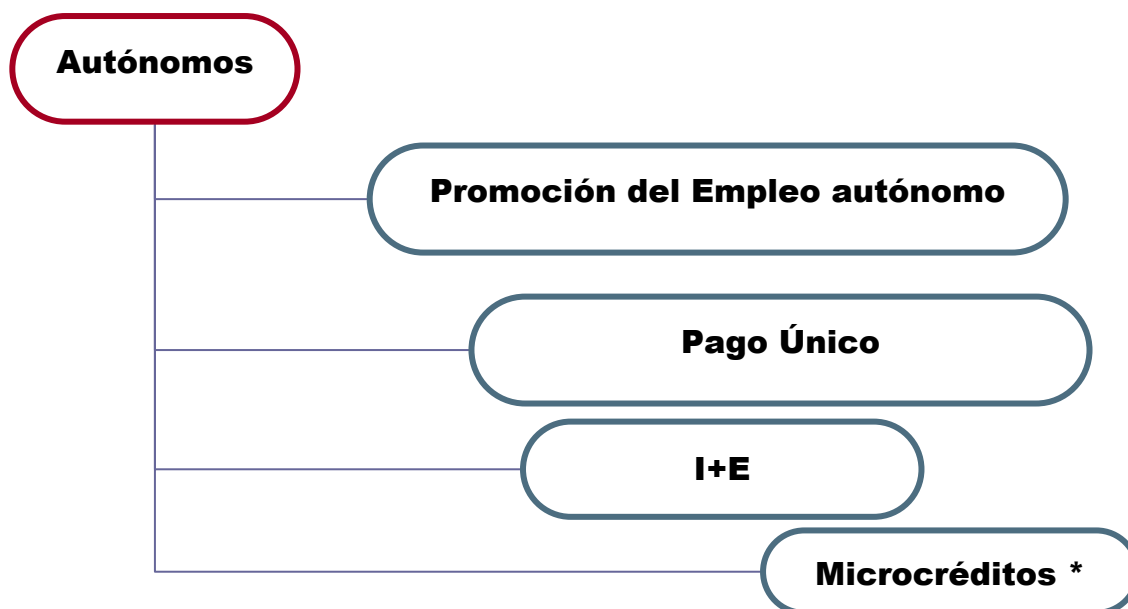 Autónomos
Promoción del Empleo autónomo
Pago Único
I+E
Microcréditos *